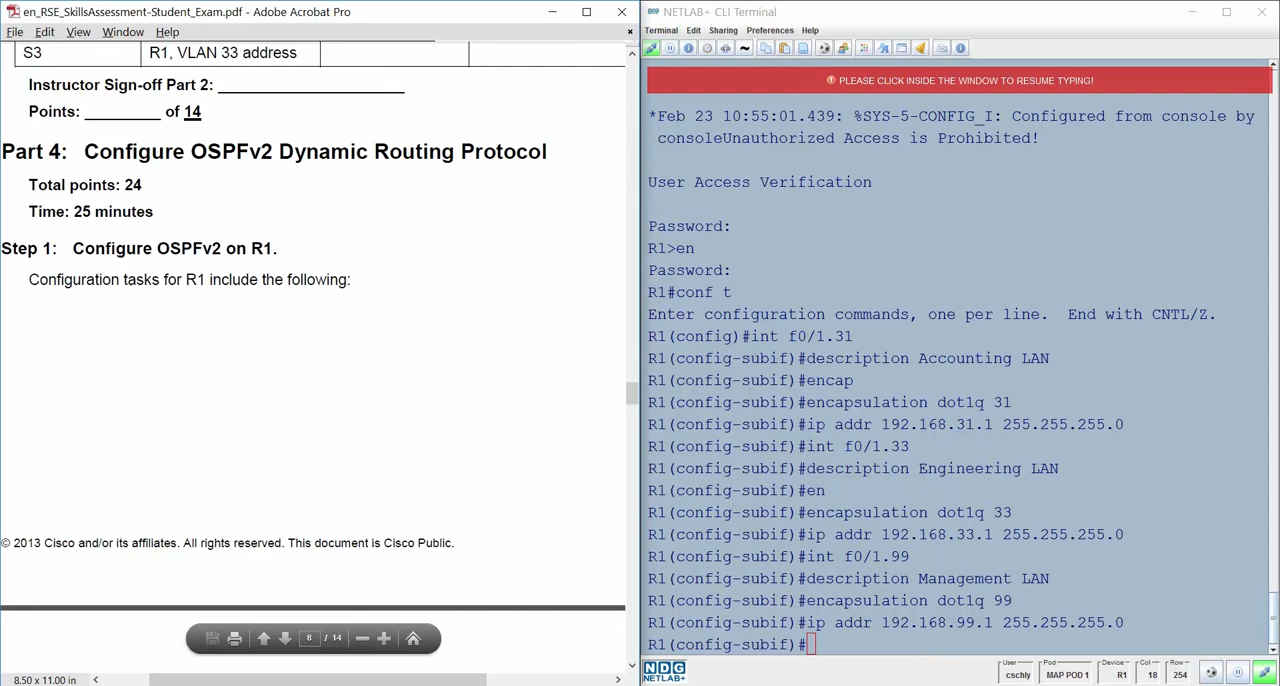 en_RSE_SkillsAssessment-Student_Exam.pdf - Adobe Acrobat Pro
File Edit View Window Help
S3 R1, VLAN 33 address
Instructor Sign-off Part 2: ______________________
Points: _________ of 14
Part 4: Configure OSPFv2 Dynamic Routing Protocol
Total points: 24
Time: 25 minutes
Step 1: Configure OSPFv2 on R1.
Configuration tasks for R1 include the following:
© 2013 Cisco and/or its affiliates. All rights reserved. This document is Cisco Public.
8 / 14
8.50 x 11.00 in
NETLAB+ CLI Terminal
Terminal Edit Sharing Preferences Help
PLEASE CLICK INSIDE THE WINDOW TO RESUME TYPING!
*Feb 23 10:55:01.439: %SYS-5-CONFIG_I: Configured from console by
consoleUnauthorized Access is Prohibited!
User Access Verification
Password:
R1>en
Password:
R1#conf t
Enter configuration commands, one per line.  End with CNTL/Z.
R1(config)#int f0/1.31
R1(config-subif)#description Accounting LAN
R1(config-subif)#encap
R1(config-subif)#encapsulation dot1q 31
R1(config-subif)#ip addr 192.168.31.1 255.255.255.0
R1(config-subif)#int f0/1.33
R1(config-subif)#description Engineering LAN
R1(config-subif)#en
R1(config-subif)#encapsulation dot1q 33
R1(config-subif)#ip addr 192.168.33.1 255.255.255.0
R1(config-subif)#int f0/1.99
R1(config-subif)#description Management LAN
R1(config-subif)#encapsulation dot1q 99
R1(config-subif)#ip addr 192.168.99.1 255.255.255.0
R1(config-subif)#
NDG
NETLAB+
User Pod Device Col Row
cschly MAP POD 1 R1 18 254